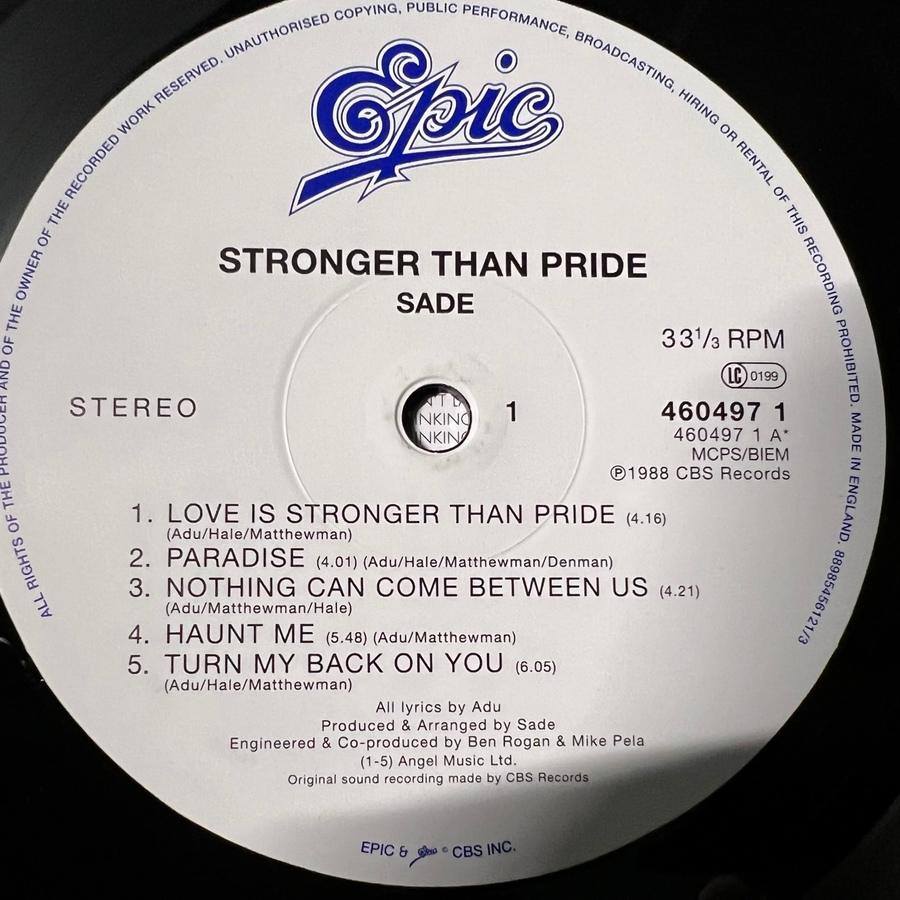 ALL RIGHTS OF THE PRODUCER AND OF THE OWNER OF THE RECORDED WORK RESERVED. UNAUTHORISED COPYING, PUBLIC PERFORMANCE, BROADCASTING, HIRING OR RENTAL OF THIS RECORDING PROHIBITED. MADE IN ENGLAND. 88985456121/3
Epic
STRONGER THAN PRIDE
SADE
33⅓ RPM
LC 0199
STEREO
1
460497 1
460497 1 A*
MCPS/BIEM
℗1988 CBS Records
NKING
NKING
1. LOVE IS STRONGER THAN PRIDE (4.16)
(Adu/Hale/Matthewman)
2. PARADISE (4.01) (Adu/Hale/Matthewman/Denman)
3. NOTHING CAN COME BETWEEN US (4.21)
(Adu/Matthewman/Hale)
4. HAUNT ME (5.48) (Adu/Matthewman)
5. TURN MY BACK ON YOU (6.05)
(Adu/Hale/Matthewman)
All lyrics by Adu
Produced & Arranged by Sade
Engineered & Co-produced by Ben Rogan & Mike Pela
(1-5) Angel Music Ltd.
Original sound recording made by CBS Records
EPIC & Epic ® CBS INC.